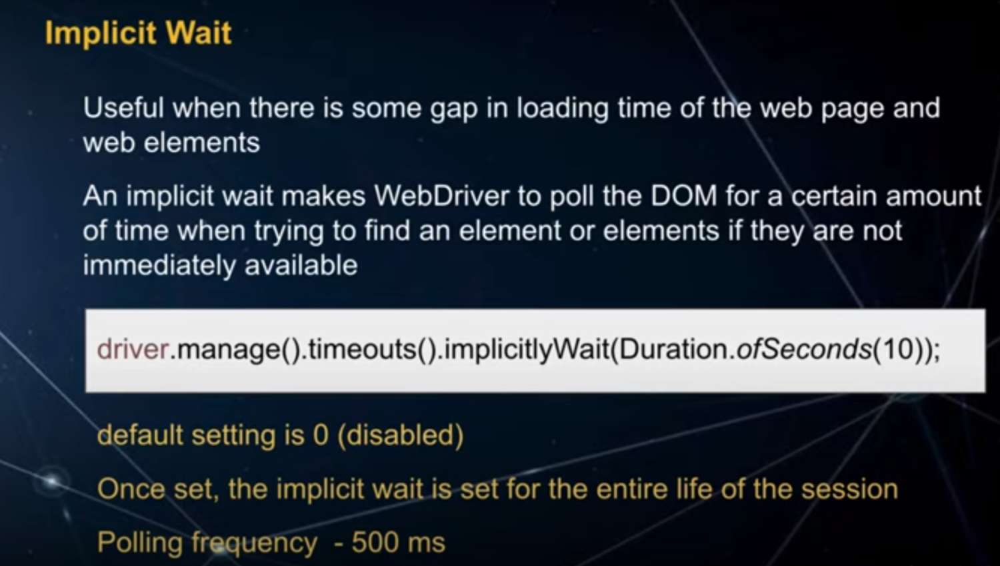 Implicit Wait
Useful when there is some gap in loading time of the web page and
web elements
An implicit wait makes WebDriver to poll the DOM for a certain amount
of time when trying to find an element or elements if they are not
immediately available
driver.manage().timeouts().implicitlyWait(Duration.ofSeconds(10));
default setting is 0 (disabled)
Once set, the implicit wait is set for the entire life of the session
Polling frequency - 500 ms